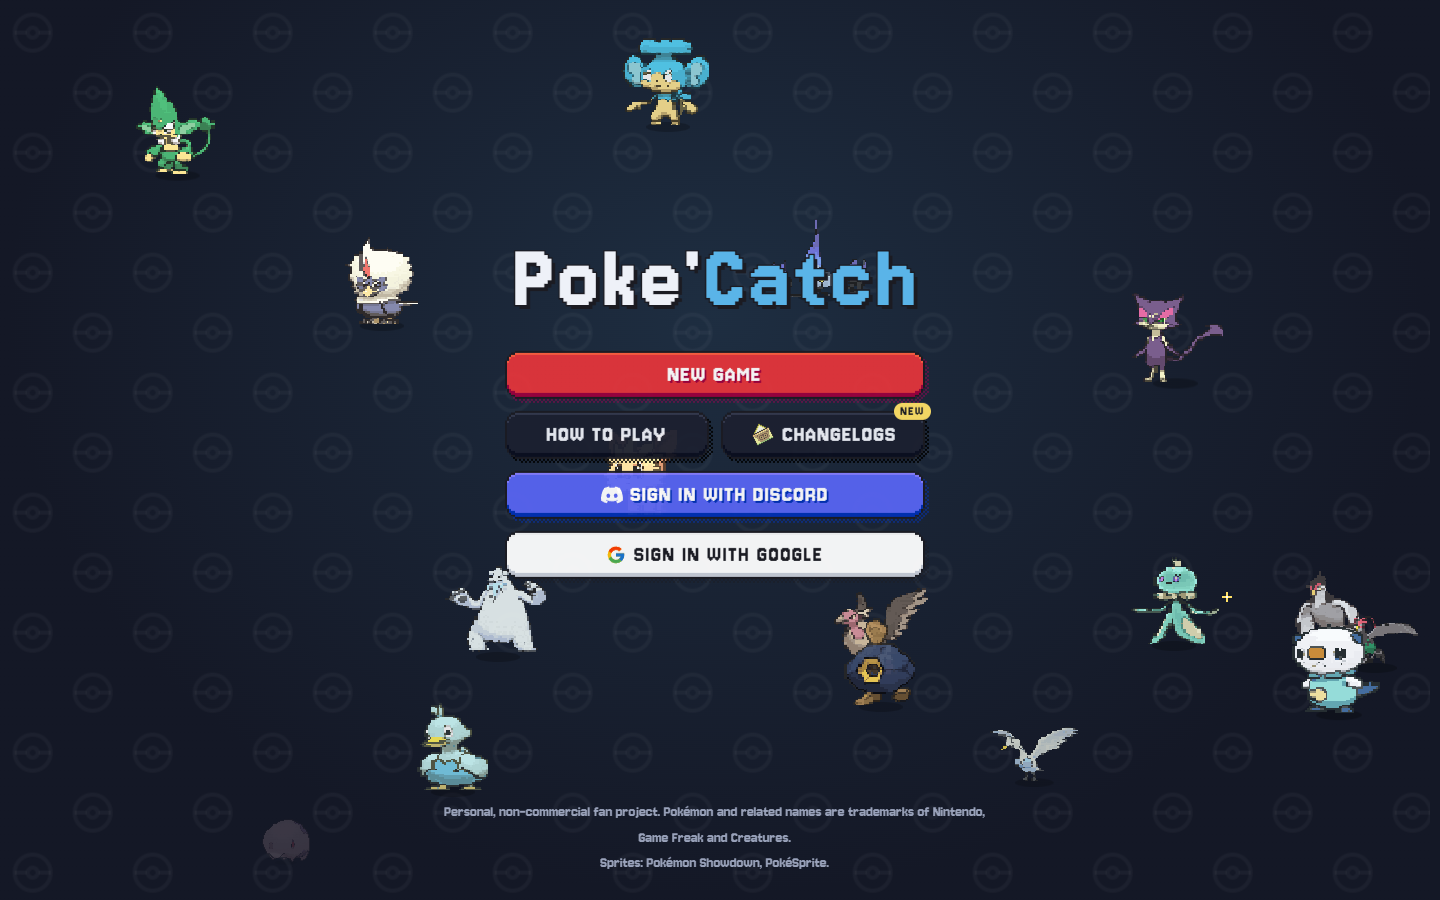 Poke'Catch
NEW GAME
HOW TO PLAY
CHANGELOGS
NEW
SIGN IN WITH DISCORD
SIGN IN WITH GOOGLE
Personal, non-commercial fan project. Pokémon and related names are trademarks of Nintendo,
Game Freak and Creatures.
Sprites: Pokémon Showdown, PokéSprite.